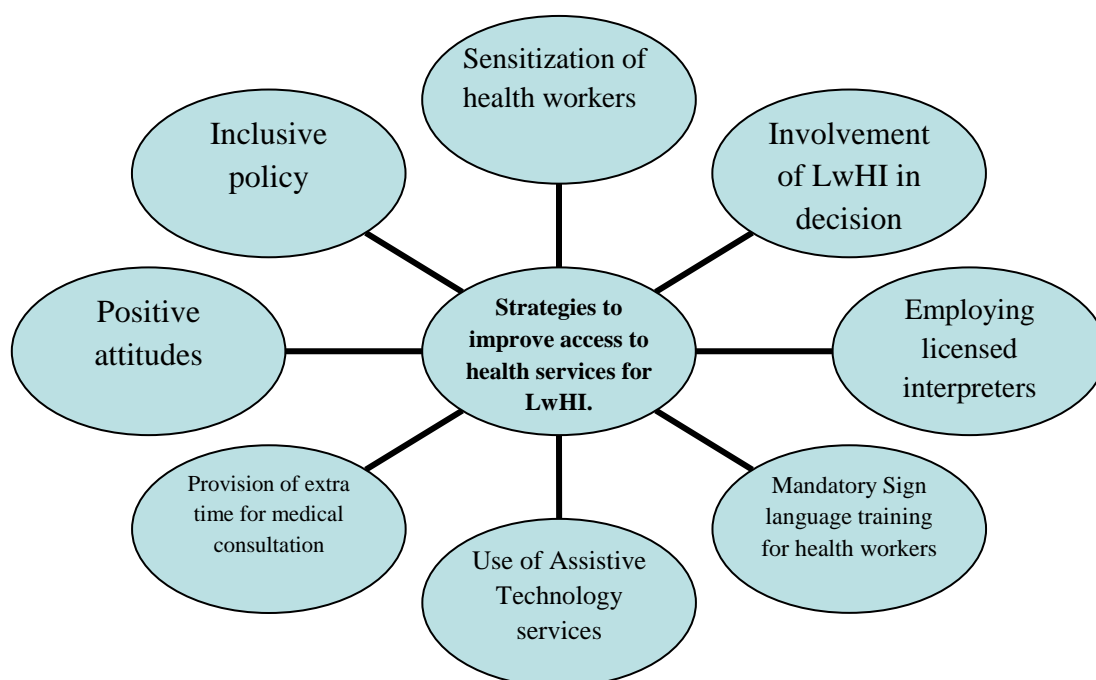 Sensitization of
health workers
Inclusive
policy
Involvement
of LwHI in
decision
Positive
attitudes
Strategies to
improve access to
health services for
LwHI.
Employing
licensed
interpreters
Provision of extra
time for medical
consultation
Use of Assistive
Technology
services
Mandatory Sign
language training
for health workers